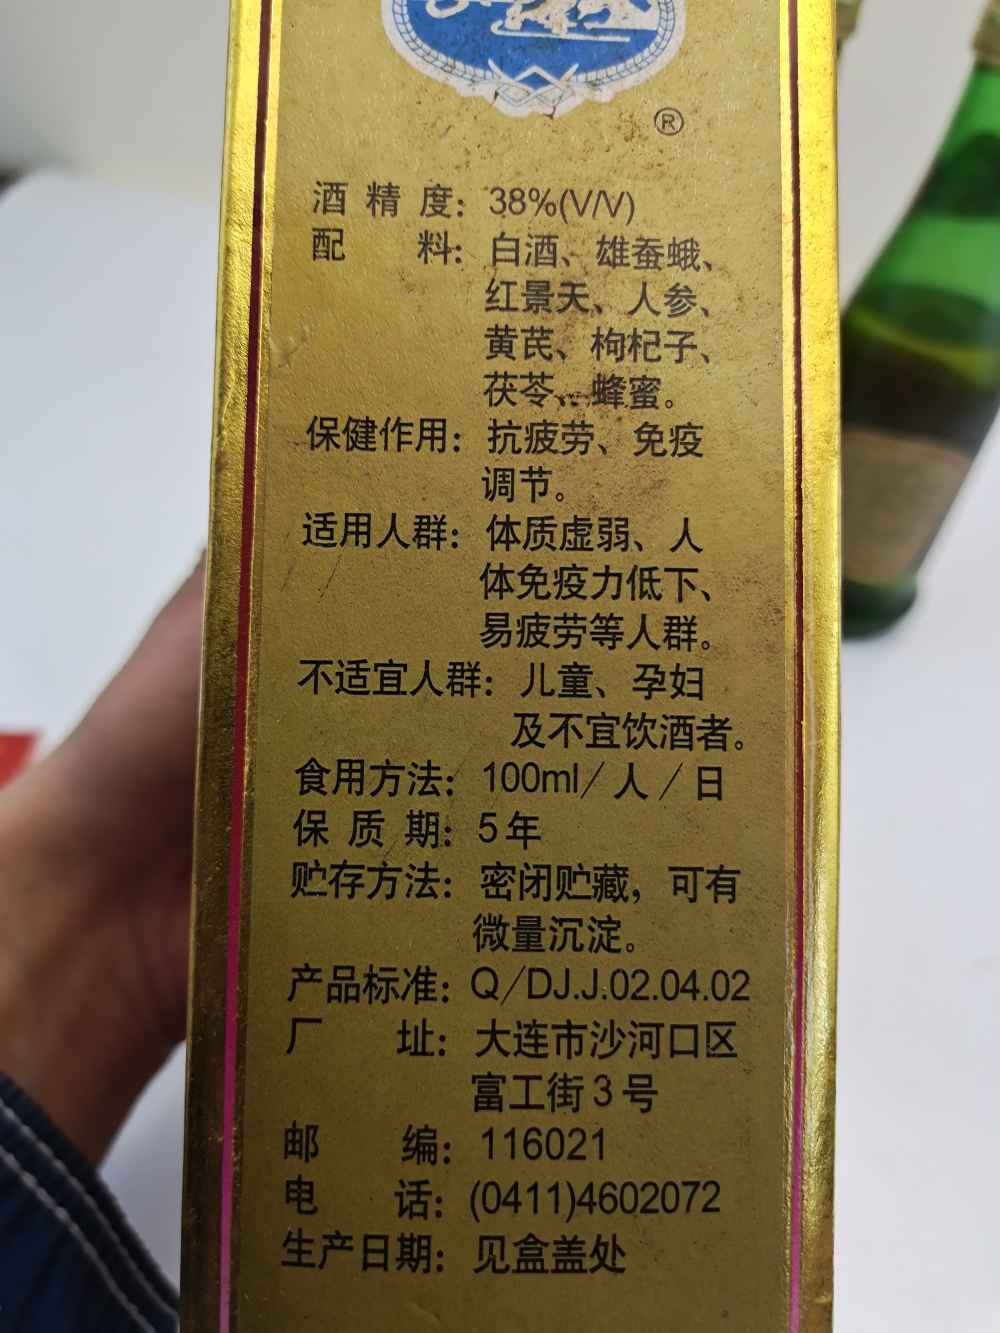 ®
酒精度：38%(V/V)
配料：白酒、雄蚕蛾、
红景天、人参、
黄芪、枸杞子、
茯苓、蜂蜜。
保健作用：抗疲劳、免疫
调节。
适用人群：体质虚弱、人
体免疫力低下、
易疲劳等人群。
不适宜人群：儿童、孕妇
及不宜饮酒者。
食用方法：100ml/人/日
保质期：5年
贮存方法：密闭贮藏，可有
微量沉淀。
产品标准：Q/DJ.J.02.04.02
厂址：大连市沙河口区
富工街3号
邮编：116021
电话：(0411)4602072
生产日期：见盒盖处